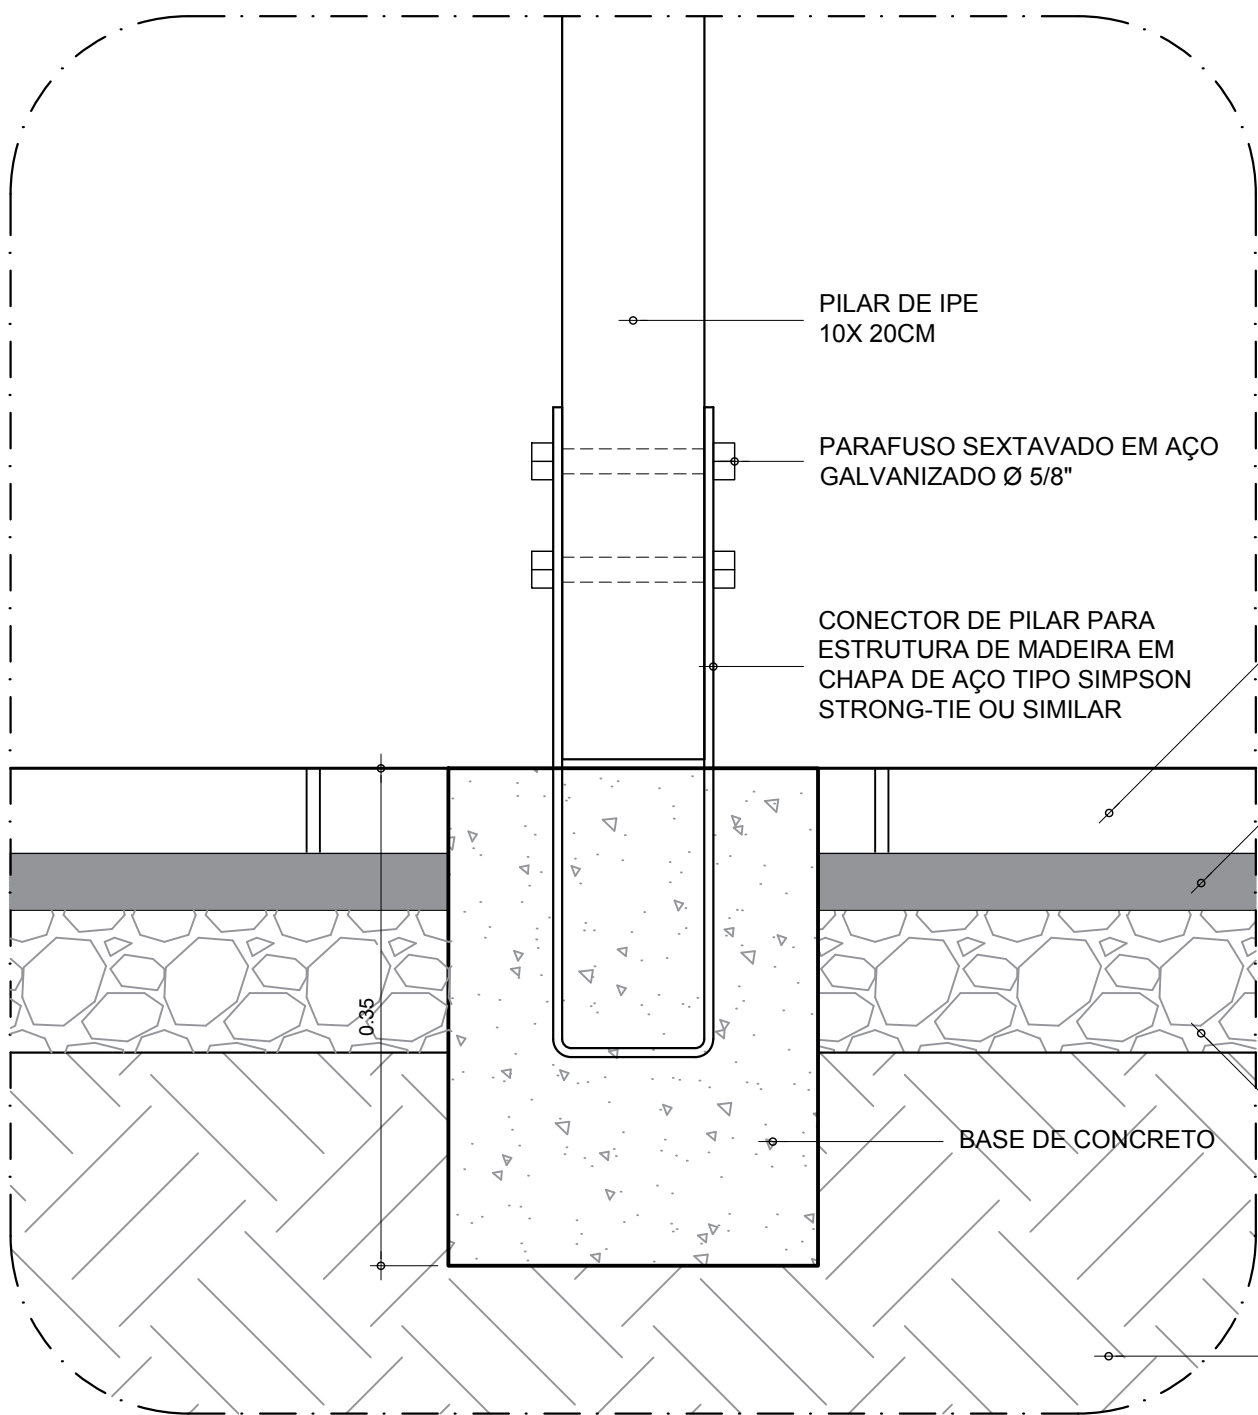 PILAR DE IPE
10X 20CM
PARAFUSO SEXTAVADO EM AÇO
GALVANIZADO Ø 5/8"
CONECTOR DE PILAR PARA
ESTRUTURA DE MADEIRA EM
CHAPA DE AÇO TIPO SIMPSON
STRONG-TIE OU SIMILAR
0.35
BASE DE CONCRETO